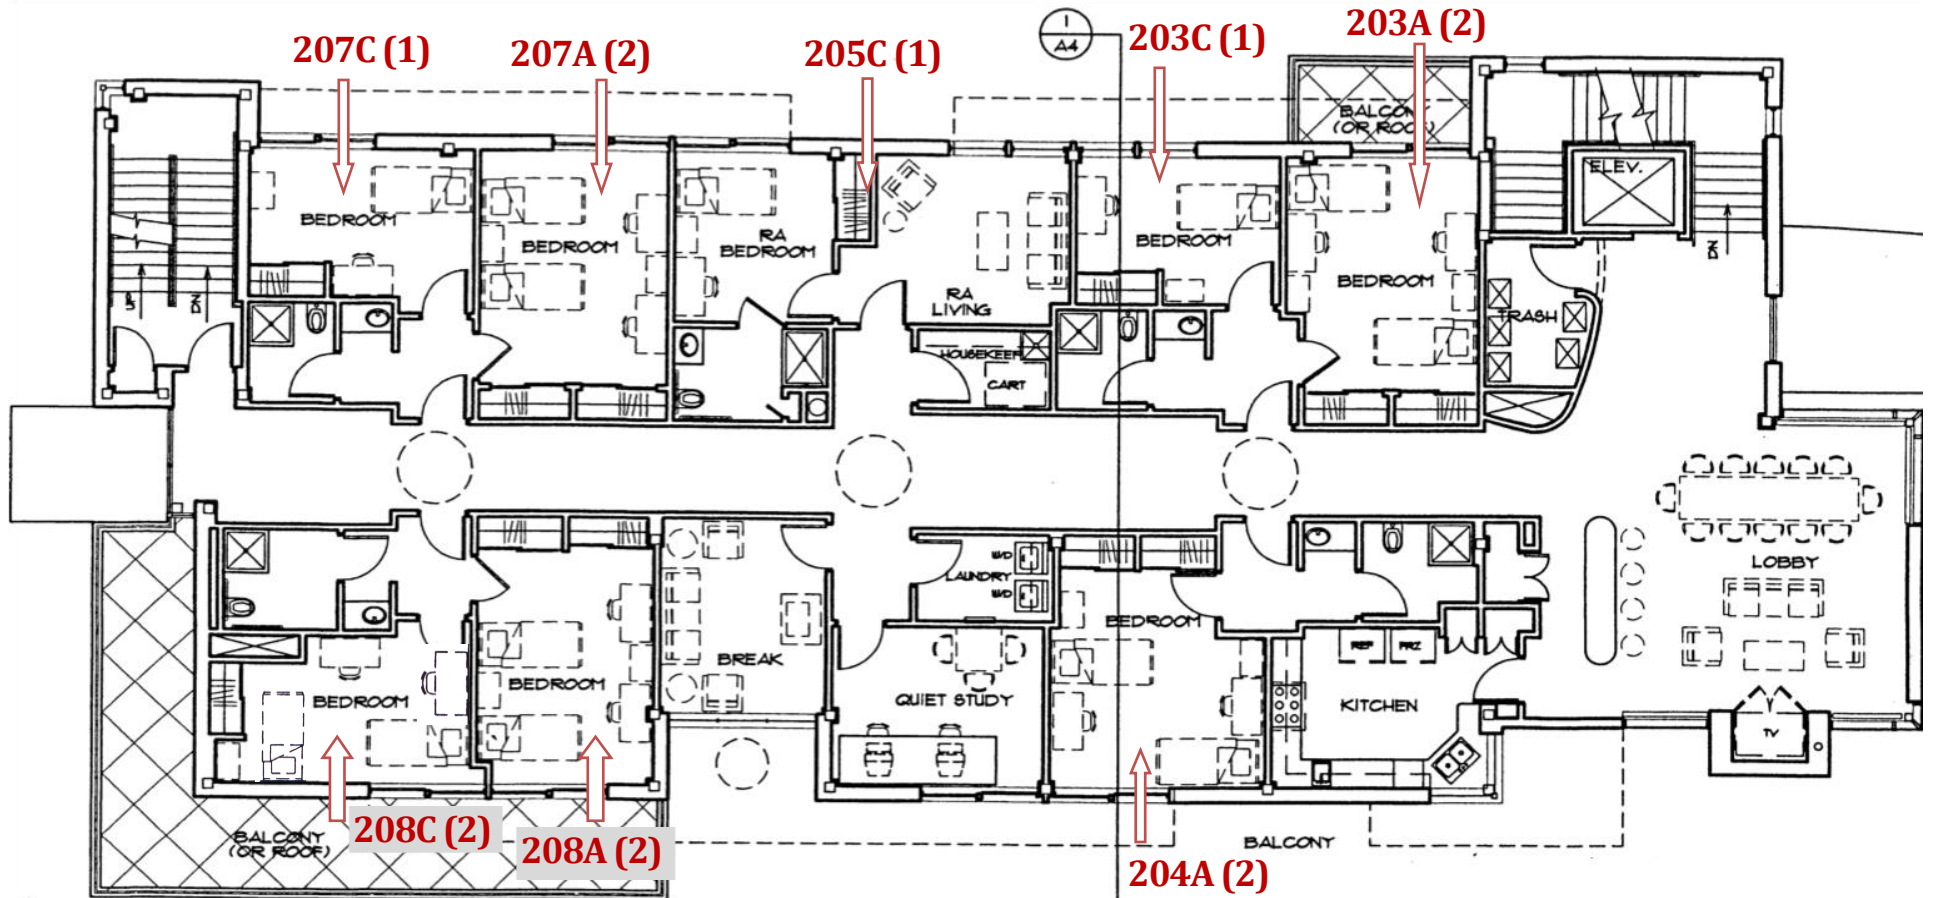 207C (1)
207A (2)
205C (1)
1
A4
203C (1)
203A (2)
BALCONY
(OR ROOF)
ELEV.
BEDROOM
BEDROOM
RA
BEDROOM
RA
LIVING
BEDROOM
BEDROOM
UP
DN
DN
TRASH
HOUSEKEEP
CART
LOBBY
W/D
LAUNDRY
W/D
BEDROOM
BREAK
BEDROOM
BEDROOM
QUIET STUDY
REF
FRZ
KITCHEN
TV
BALCONY
(OR ROOF)
208C (2)
208A (2)
BALCONY
204A (2)